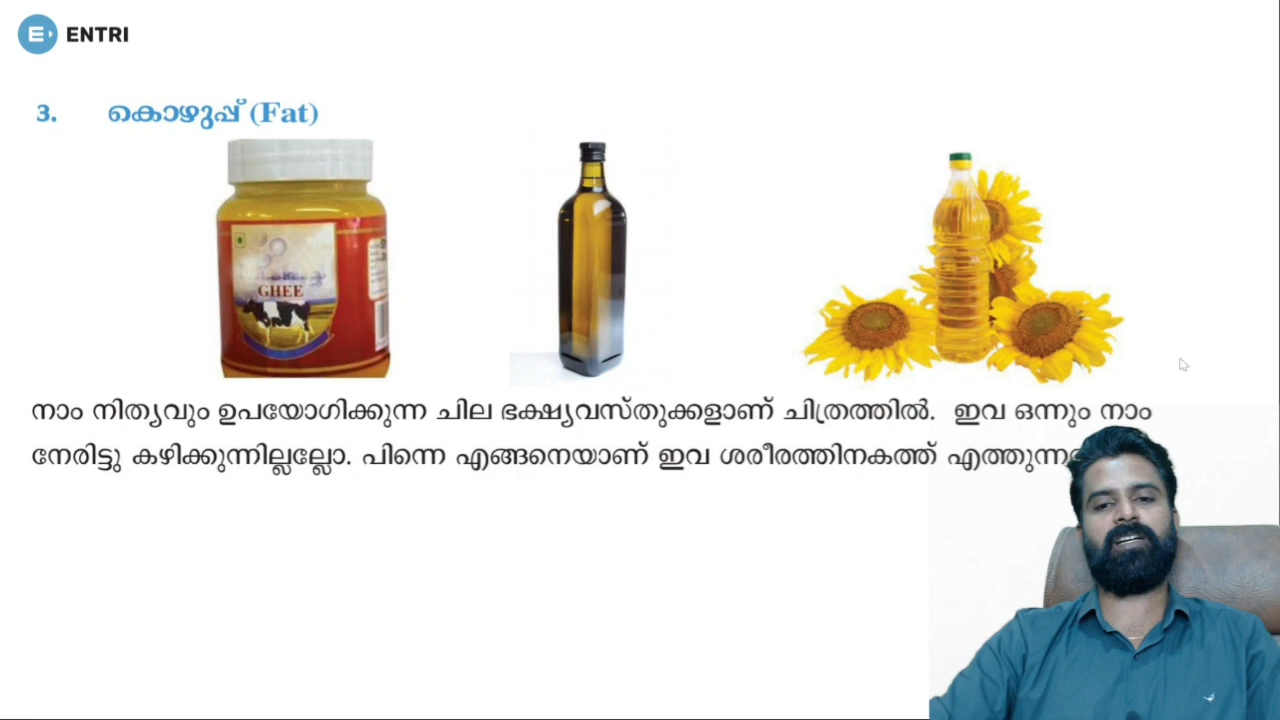 ENTRI
3. കൊഴുപ്പ് (Fat)
GHEE
നാം നിത്യവും ഉപയോഗിക്കുന്ന ചില ഭക്ഷ്യവസ്തുക്കളാണ് ചിത്രത്തിൽ. ഇവ ഒന്നും നാം
നേരിട്ടു കഴിക്കുന്നില്ലല്ലോ. പിന്നെ എങ്ങനെയാണ് ഇവ ശരീരത്തിനകത്ത്